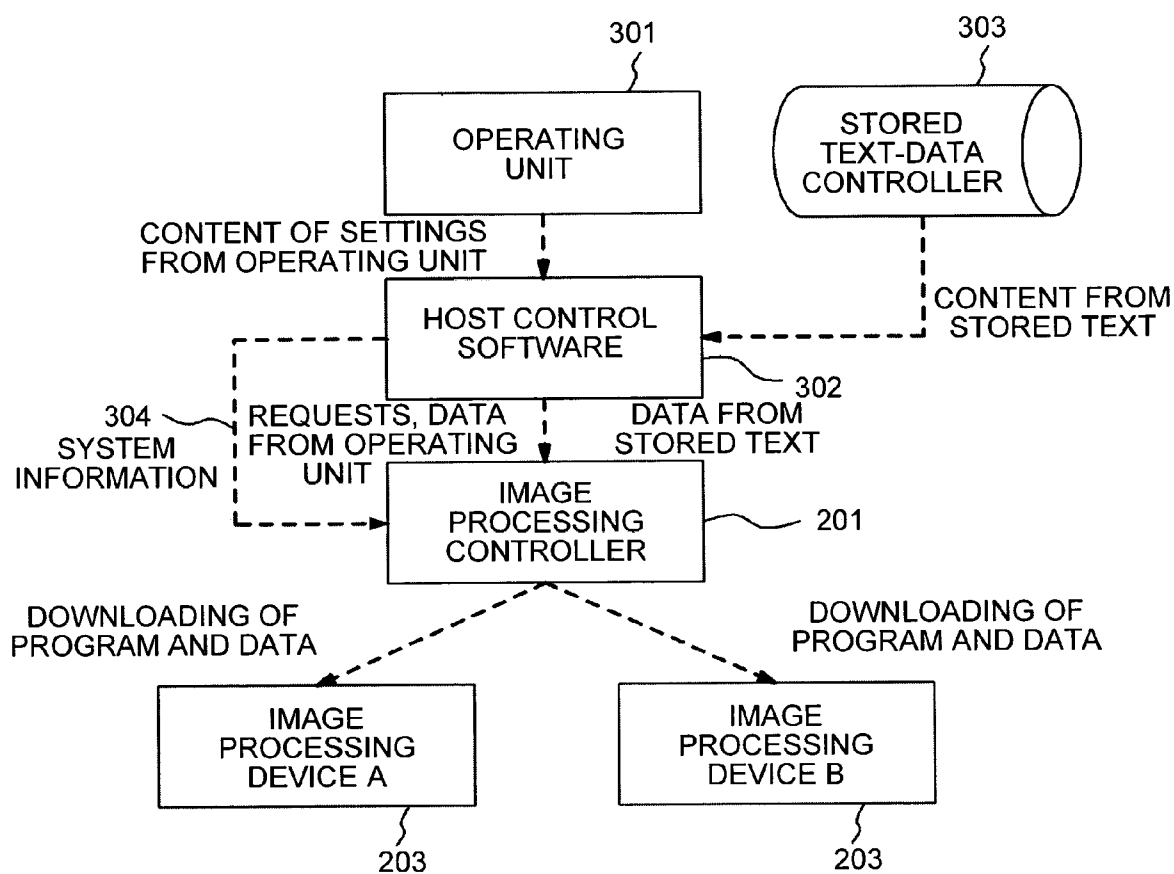 301
303
OPERATING
UNIT
STORED
TEXT-DATA
CONTROLLER
CONTENT OF SETTINGS
FROM OPERATING UNIT
HOST CONTROL
SOFTWARE
CONTENT FROM
STORED TEXT
302
304
SYSTEM
INFORMATION
REQUESTS, DATA
FROM OPERATING
UNIT
DATA FROM
STORED TEXT
IMAGE
PROCESSING
CONTROLLER
201
DOWNLOADING OF
PROGRAM AND DATA
DOWNLOADING OF
PROGRAM AND DATA
IMAGE
PROCESSING
DEVICE A
IMAGE
PROCESSING
DEVICE B
203
203